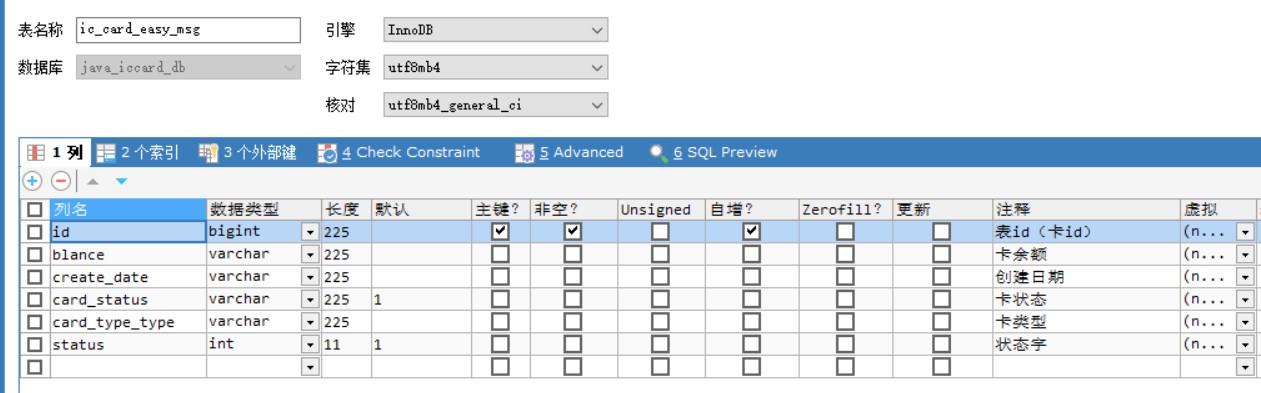 表名称 ic_card_easy_msg 引擎 InnoDB
数据库 java_iccard_db 字符集 utf8mb4
核对 utf8mb4_general_ci
1 列 2 个索引 3 个外部键 4 Check Constraint 5 Advanced 6 SQL Preview
列名 数据类型 长度 默认 主键? 非空? Unsigned 自增? Zerofill? 更新 注释 虚拟
id bigint 225 表id（卡id） (n...
blance varchar 225 卡余额 (n...
create_date varchar 225 创建日期 (n...
card_status varchar 225 1 卡状态 (n...
card_type_type varchar 225 卡类型 (n...
status int 11 1 状态字 (n...